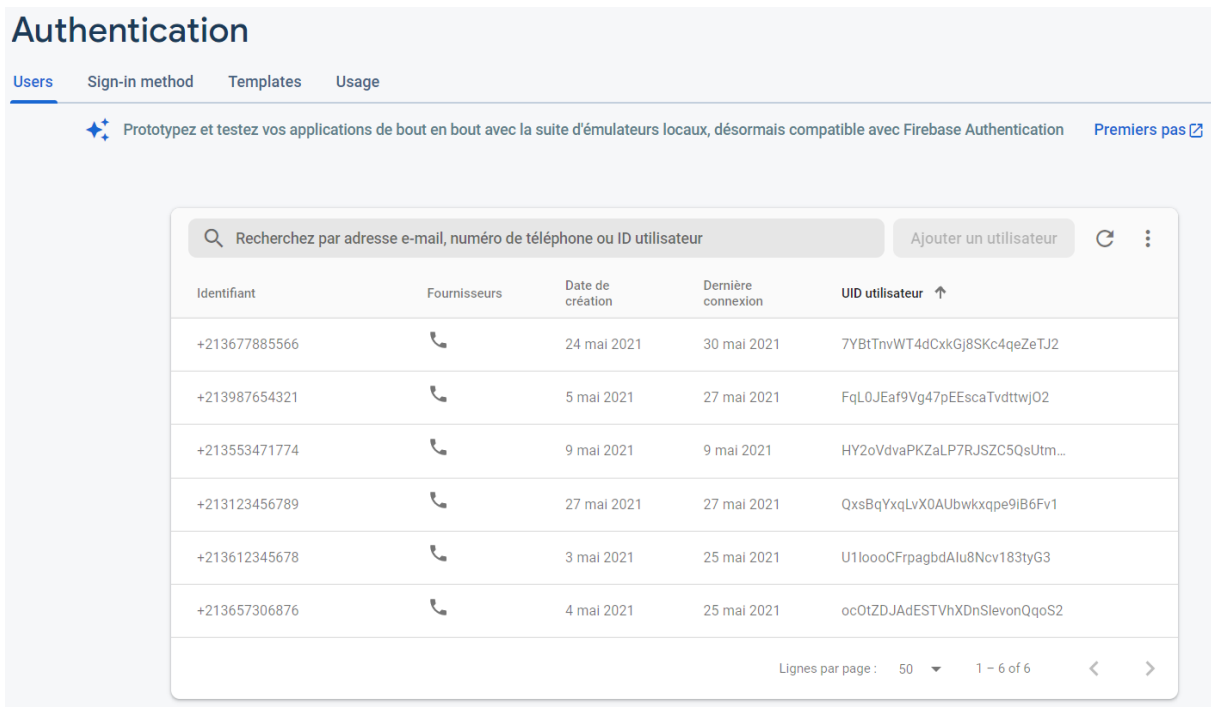 Authentication
Users Sign-in method Templates Usage
Prototypez et testez vos applications de bout en bout avec la suite d'émulateurs locaux, désormais compatible avec Firebase Authentication Premiers pas
Recherchez par adresse e-mail, numéro de téléphone ou ID utilisateur Ajouter un utilisateur
Identifiant Fournisseurs Date de création Dernière connexion UID utilisateur
+213677885566 24 mai 2021 30 mai 2021 7YBtTnvWT4dCxkGj8SKc4qeZeTJ2
+213987654321 5 mai 2021 27 mai 2021 FqL0JEaf9Vg47pEEscaTvdttwjO2
+213553471774 9 mai 2021 9 mai 2021 HY2oVdvaPKZaLP7RJSZC5QsUtm...
+213123456789 27 mai 2021 27 mai 2021 QxsBqYxqLvX0AUbwkxqpe9iB6Fv1
+213612345678 3 mai 2021 25 mai 2021 U1IoooCFrpagbdAIu8Ncv183tyG3
+213657306876 4 mai 2021 25 mai 2021 ocOtZDJAdESTVhXDnSlevonQqoS2
Lignes par page : 50 1 – 6 of 6